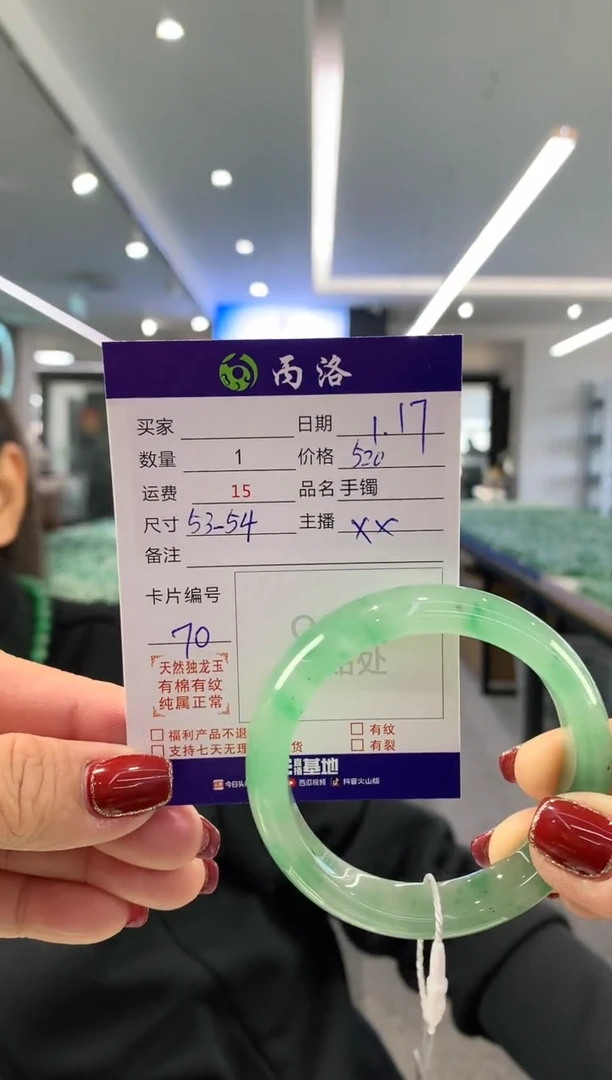 丙洛
买家 日期 1.17
数量 1 价格 520
运费 15 品名 手镯
尺寸 53-54 主播 XX
备注
卡片编号
70
贴处
天然独龙玉
有棉有纹
纯属正常
福利产品不退 有纹
支持七天无理 货 有裂
基地
今日头 西瓜视频 抖音火山版